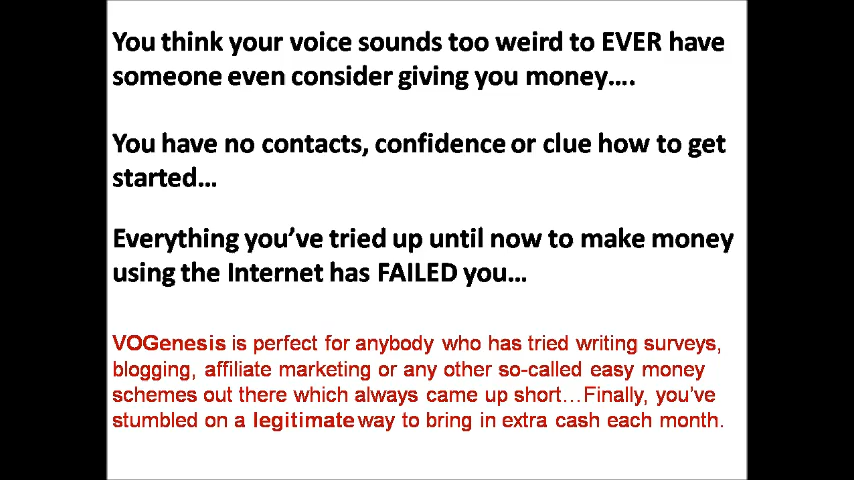 You think your voice sounds too weird to EVER have
someone even consider giving you money….
You have no contacts, confidence or clue how to get
started…
Everything you’ve tried up until now to make money
using the Internet has FAILED you…
VOGenesis is perfect for anybody who has tried writing surveys,
blogging, affiliate marketing or any other so-called easy money
schemes out there which always came up short…Finally, you’ve
stumbled on a legitimate way to bring in extra cash each month.